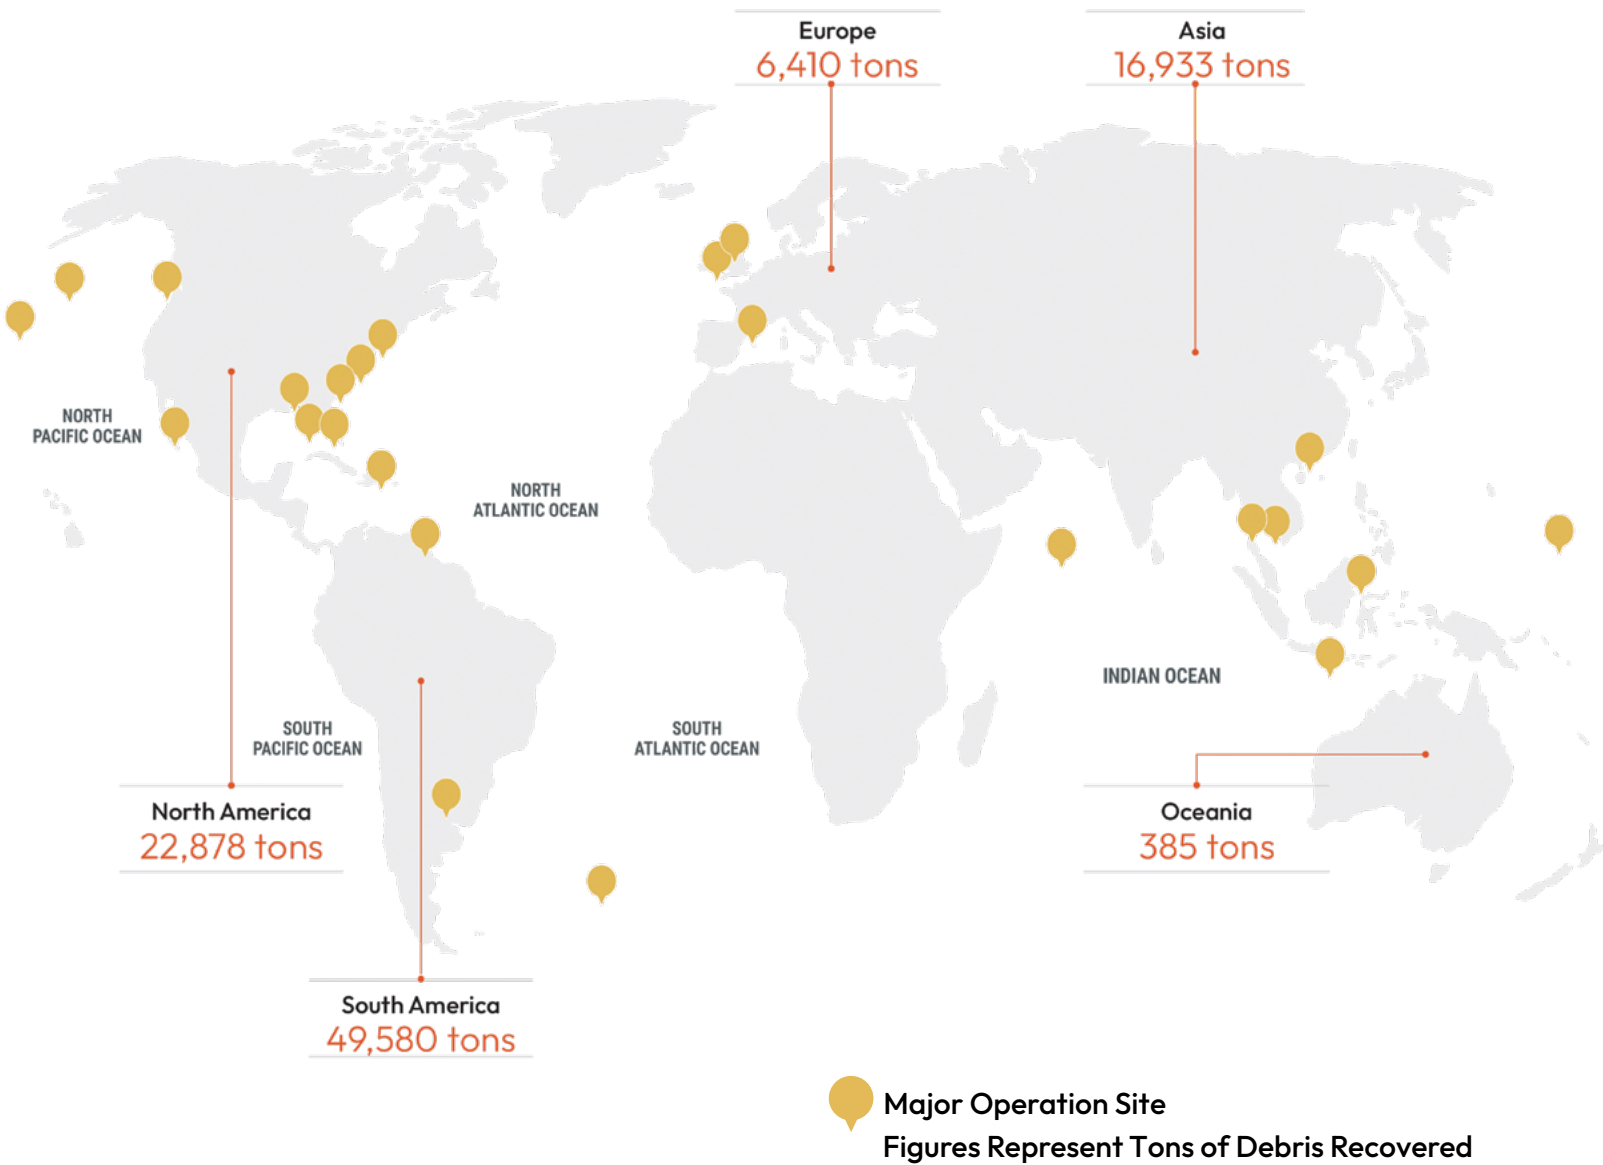 Europe
6,410 tons
Asia
16,933 tons
NORTH
PACIFIC OCEAN
NORTH
ATLANTIC OCEAN
INDIAN OCEAN
SOUTH
PACIFIC OCEAN
SOUTH
ATLANTIC OCEAN
North America
22,878 tons
Oceania
385 tons
South America
49,580 tons
Major Operation Site
Figures Represent Tons of Debris Recovered